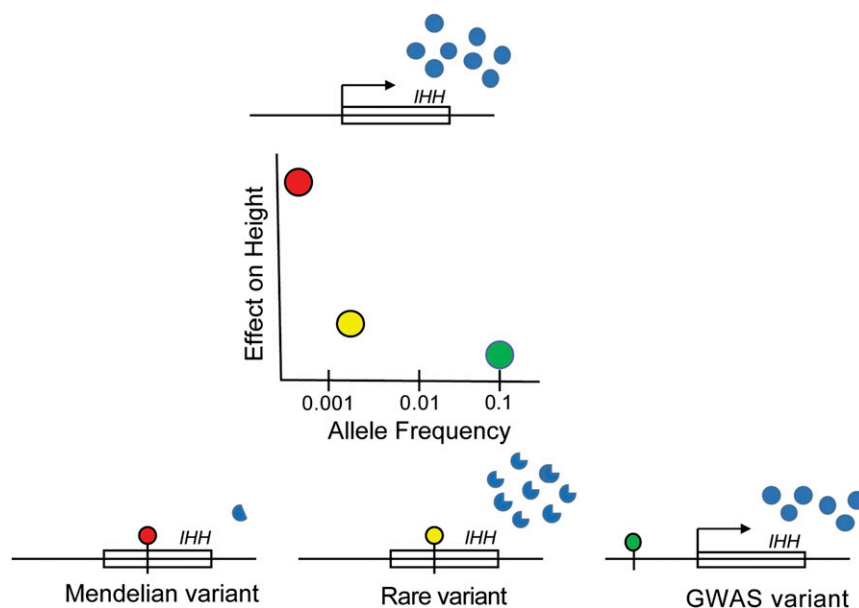 IHH
Effect on Height
0.001 0.01 0.1
Allele Frequency
IHH IHH IHH
Mendelian variant Rare variant GWAS variant